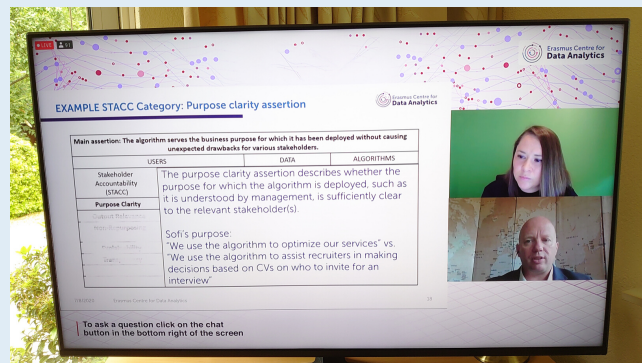 LIVE
Erasmus Centre for
Data Analytics
EXAMPLE STACC Category: Purpose clarity assertion
Erasmus Centre for
Data Analytics
Main assertion: The algorithm serves the business purpose for which it has been deployed without causing
unexpected drawbacks for various stakeholders.
USERS
DATA
ALGORITHMS
Stakeholder
Accountability
(STACC)
Purpose Clarity
The purpose clarity assertion describes whether the
purpose for which the algorithm is deployed, such as
it is understood by management, is sufficiently clear
to the relevant stakeholder(s).
Sofi's purpose:
"We use the algorithm to optimize our services" vs.
"We use the algorithm to assist recruiters in making
decisions based on CVs on who to invite for an
interview"
Erasmus Centre for Data Analytics
To ask a question click on the chat
button in the bottom right of the screen